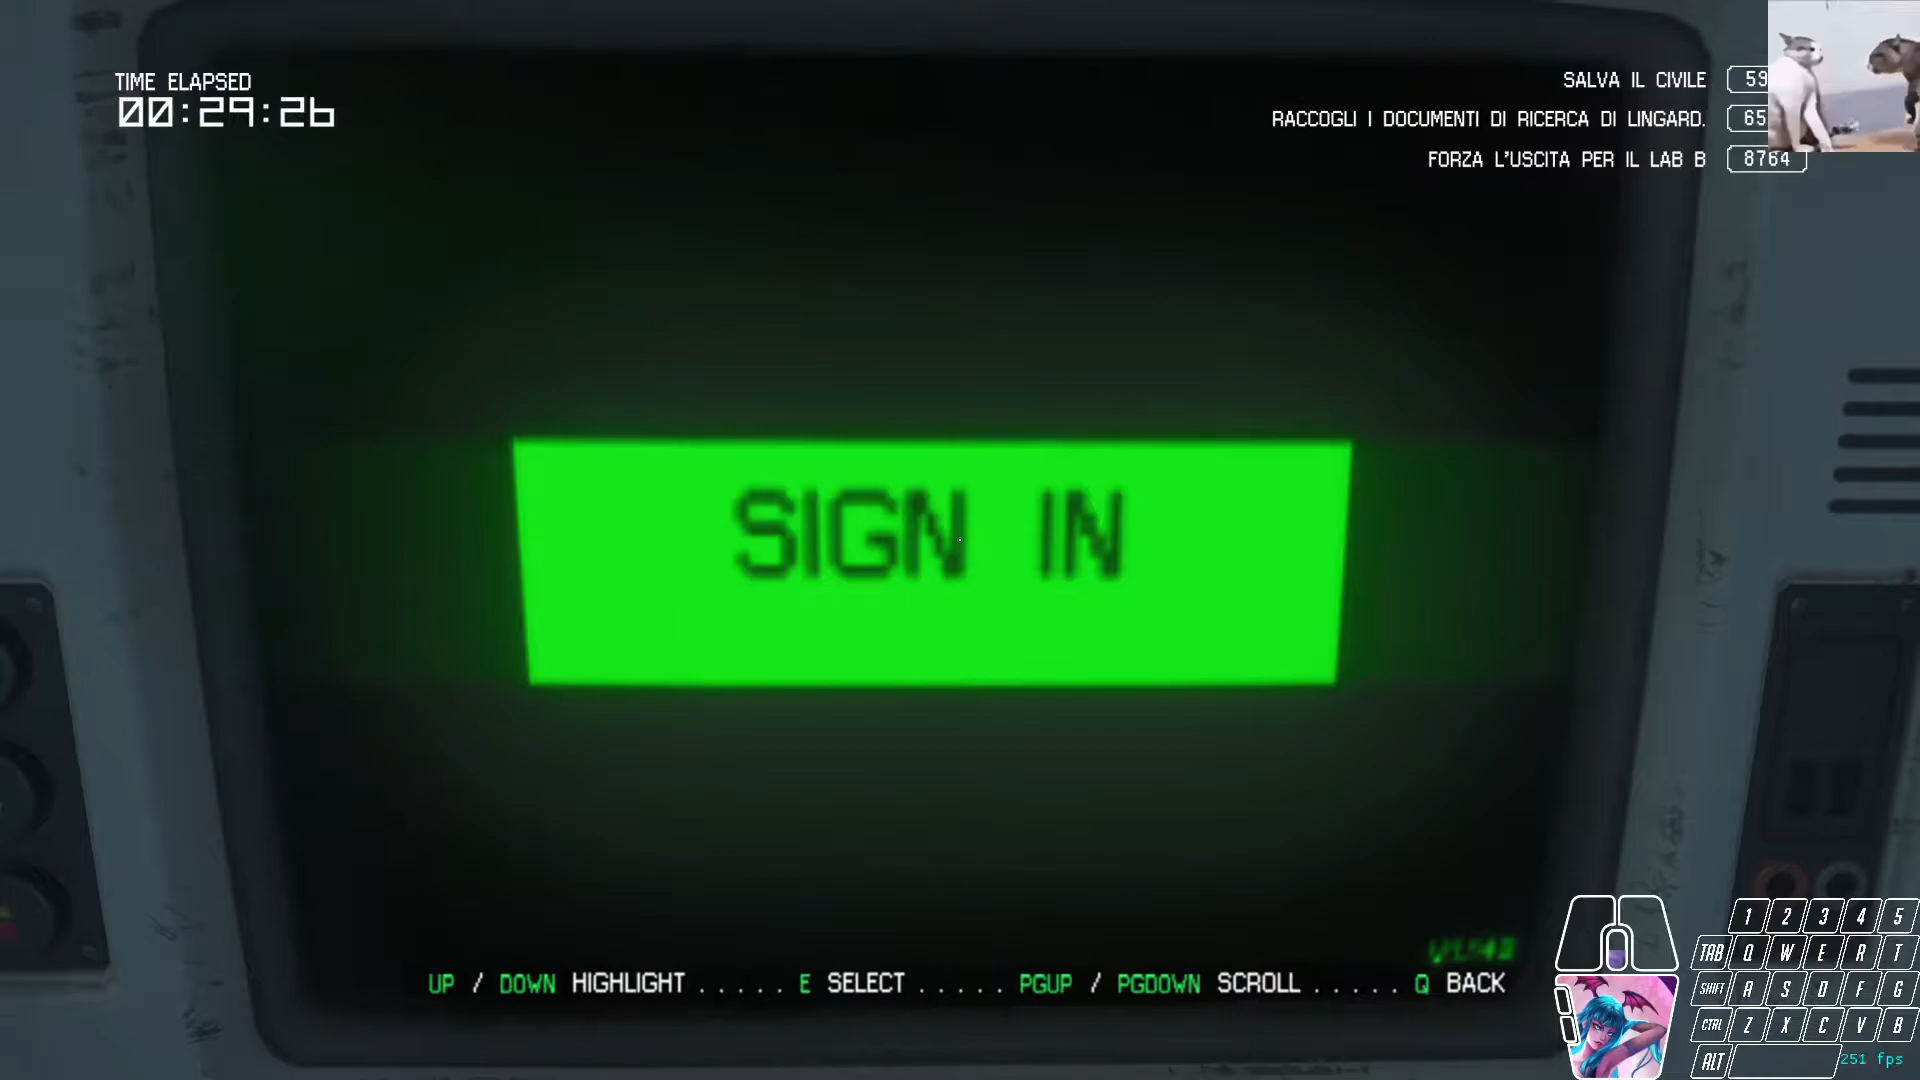 TIME ELAPSED
00:29:26
SALVA IL CIVILE 59
RACCOGLI I DOCUMENTI DI RICERCA DI LINGARD. 65
FORZA L'USCITA PER IL LAB B 8764
SIGN IN
UP / DOWN HIGHLIGHT ..... E SELECT ..... PGUP / PGDOWN SCROLL ..... Q BACK
1 2 3 4 5
TAB Q W E R T
SHIFT A S D F G
CTRL Z X C V B
ALT
251 fps